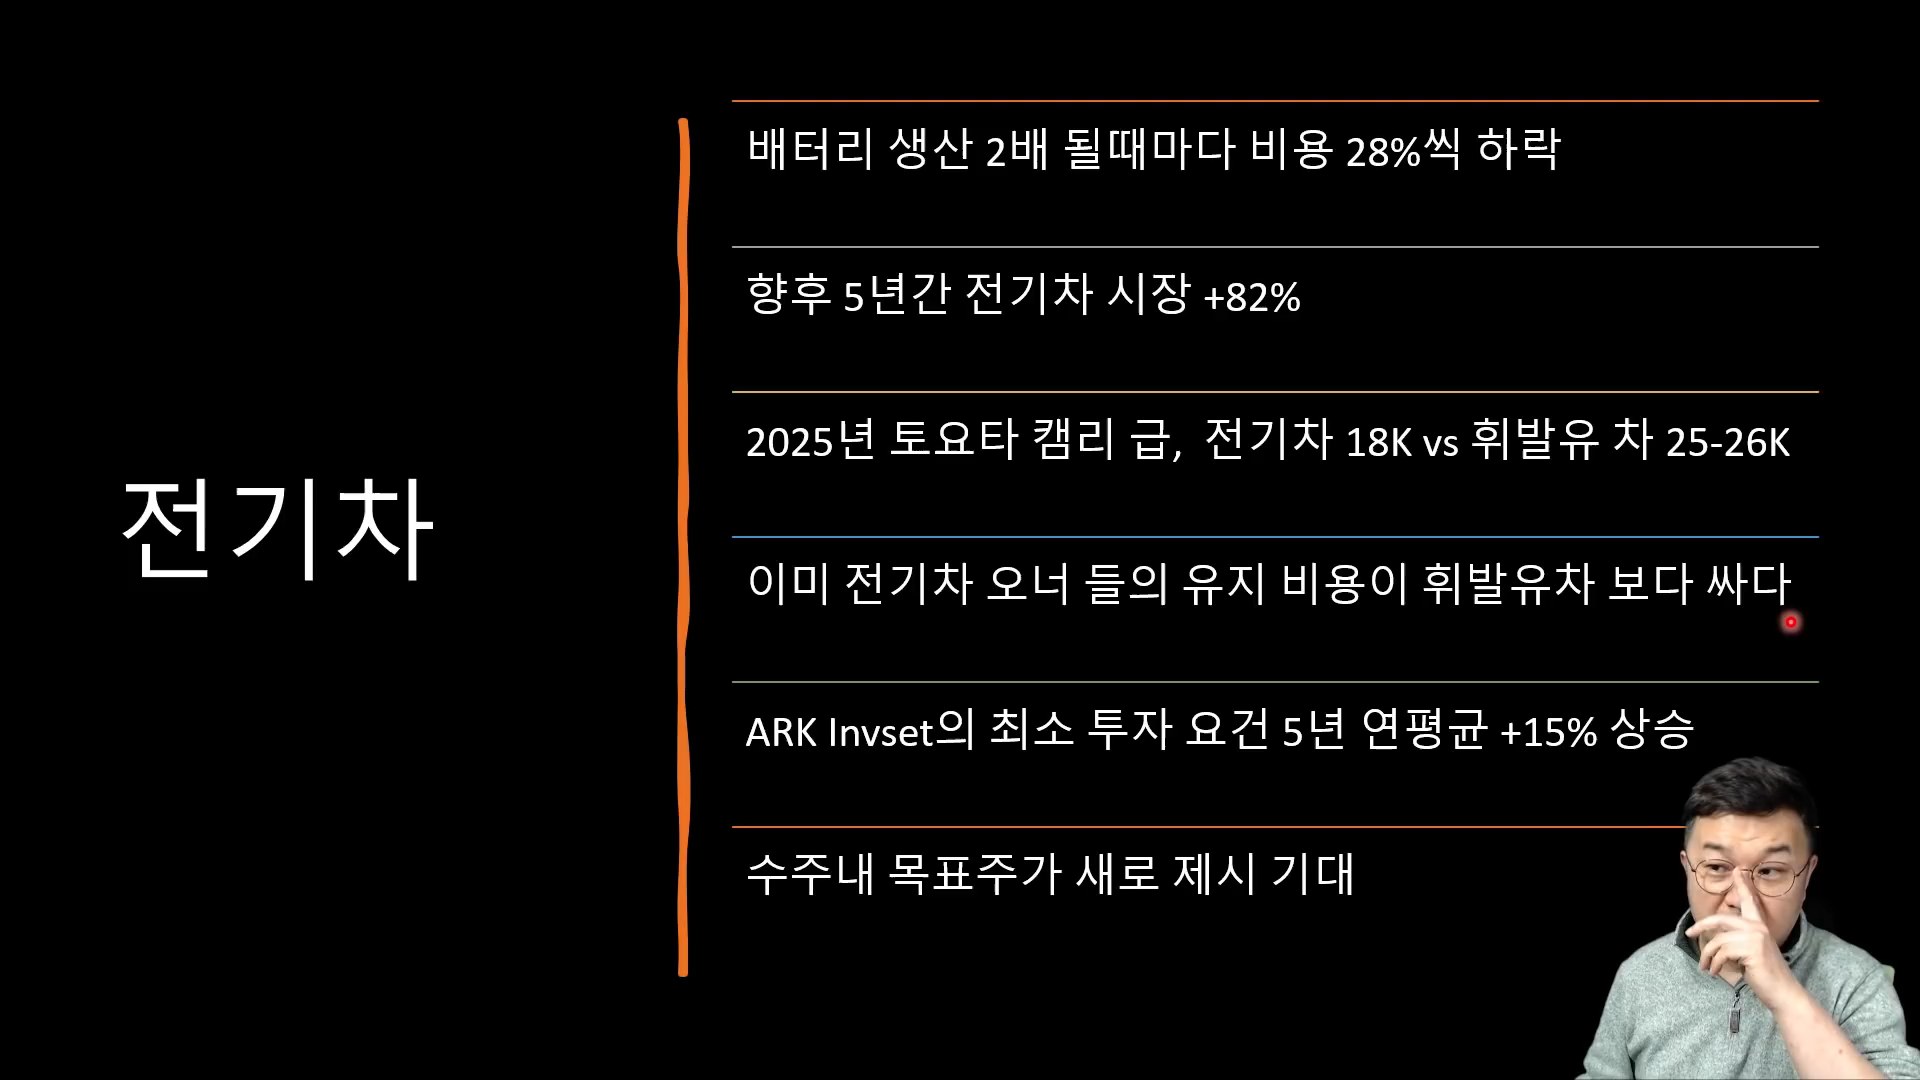 전기차
배터리 생산 2배 될때마다 비용 28%씩 하락
향후 5년간 전기차 시장 +82%
2025년 토요타 캠리 급, 전기차 18K vs 휘발유 차 25-26K
이미 전기차 오너 들의 유지 비용이 휘발유차 보다 싸다
ARK Invset의 최소 투자 요건 5년 연평균 +15% 상승
수주내 목표주가 새로 제시 기대